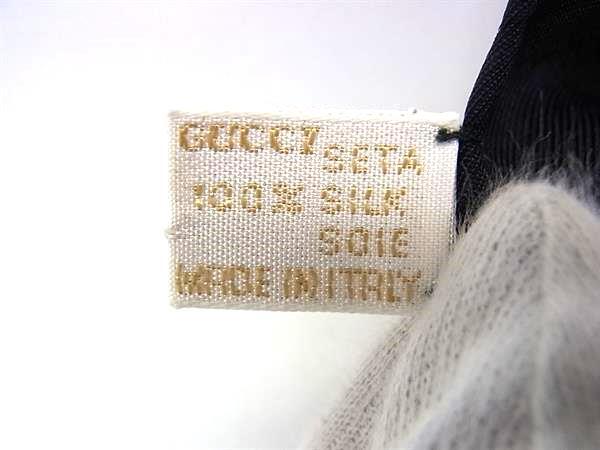 GUCCI SETA
100% SILK
SOIE
MADE IN ITALY